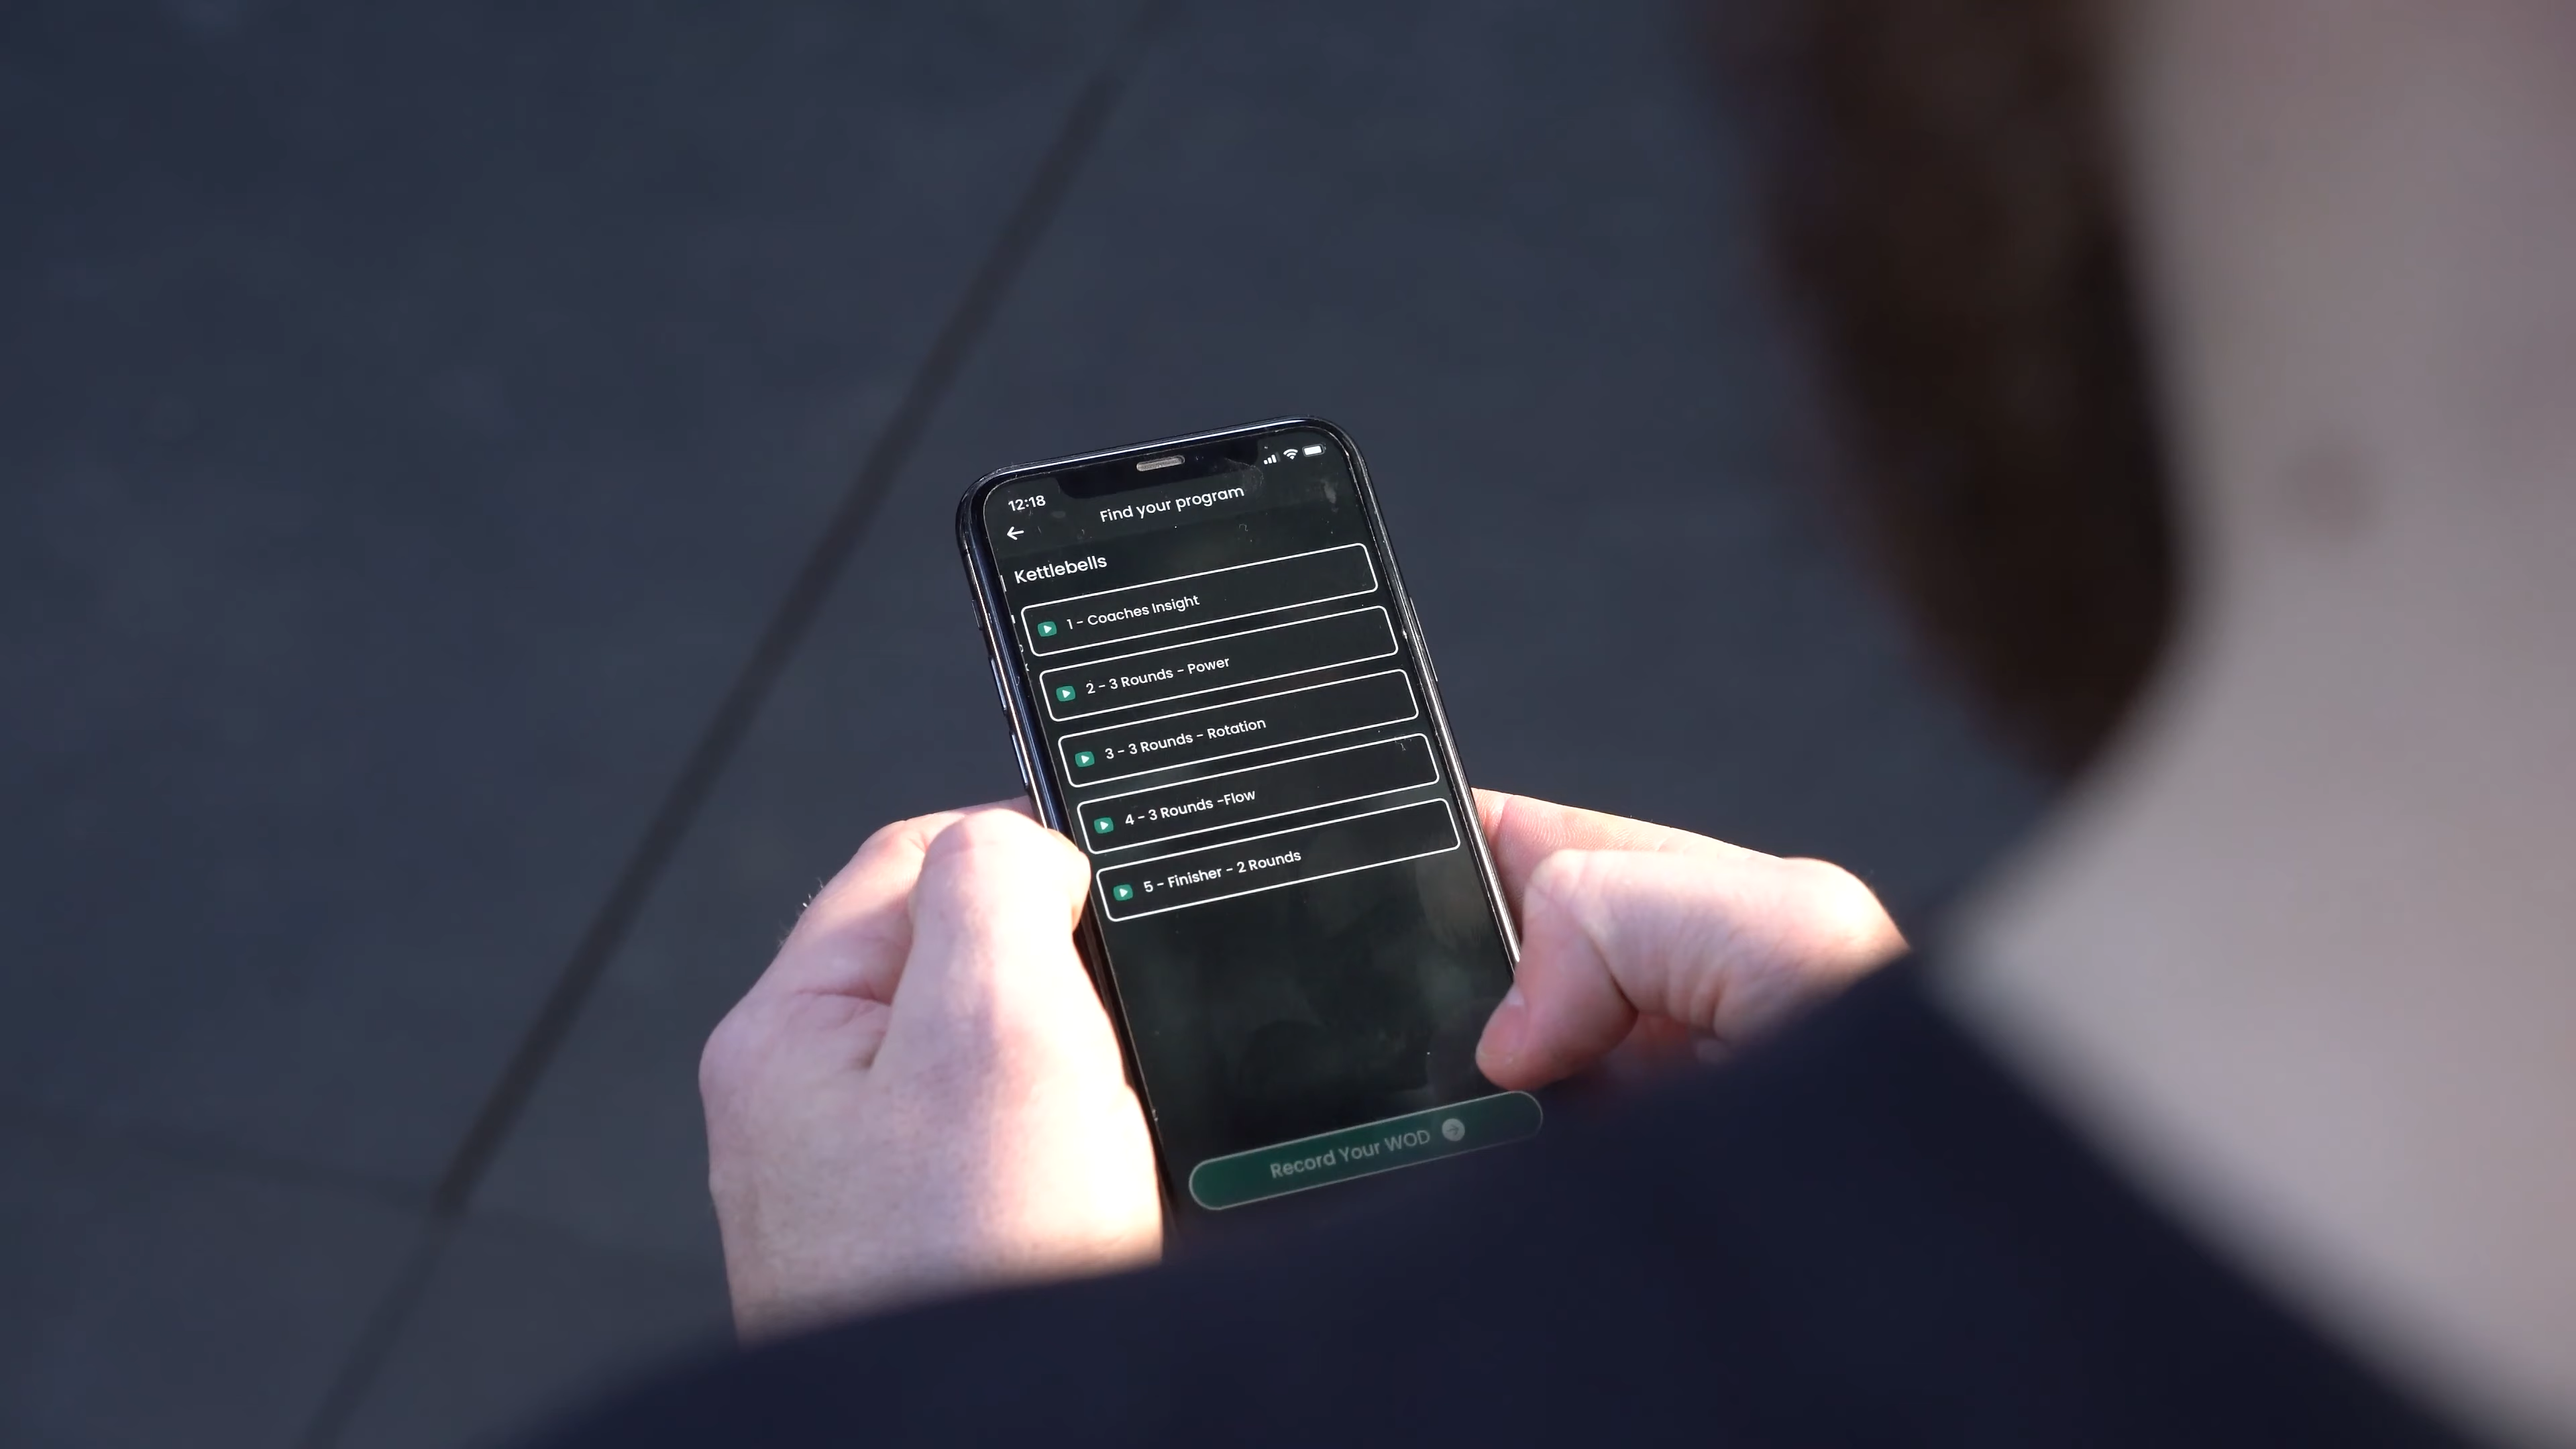 12:18
Find your program
Kettlebells
1 - Coaches Insight
2 - 3 Rounds - Power
3 - 3 Rounds - Rotation
4 - 3 Rounds -Flow
5 - Finisher - 2 Rounds
Record Your WOD